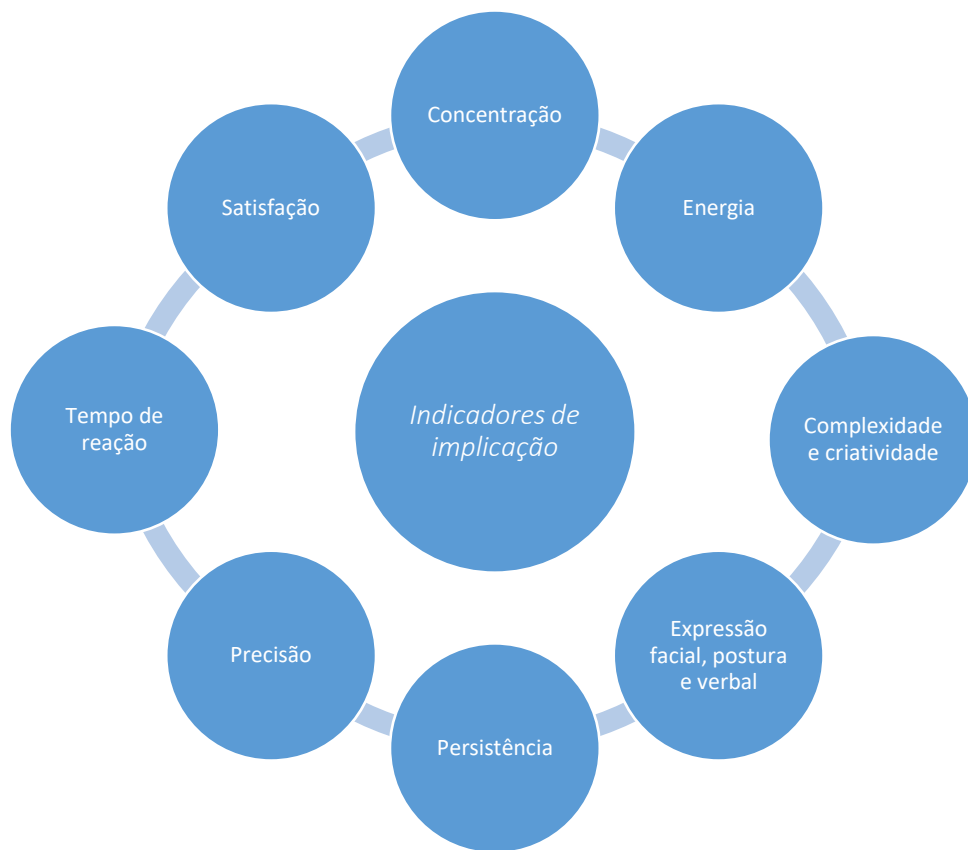 Concentração
Satisfação
Energia
Indicadores de
implicação
Tempo de
reação
Complexidade
e criatividade
Expressão
facial, postura
e verbal
Precisão
Persistência